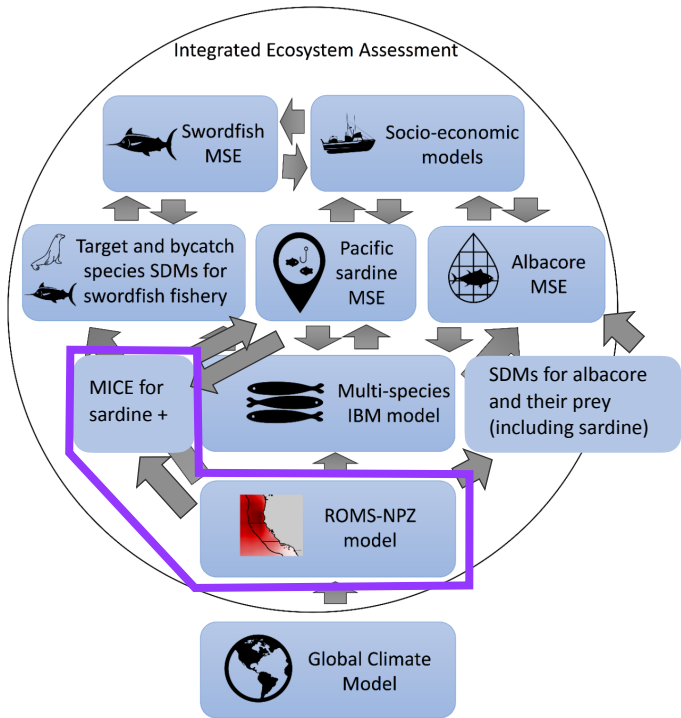 Integrated Ecosystem Assessment
Swordfish
MSE
Socio-economic
models
Target and bycatch
species SDMs for
swordfish fishery
Pacific
sardine
MSE
Albacore
MSE
MICE for
sardine +
Multi-species
IBM model
SDMs for albacore
and their prey
(including sardine)
ROMS-NPZ
model
Global Climate
Model